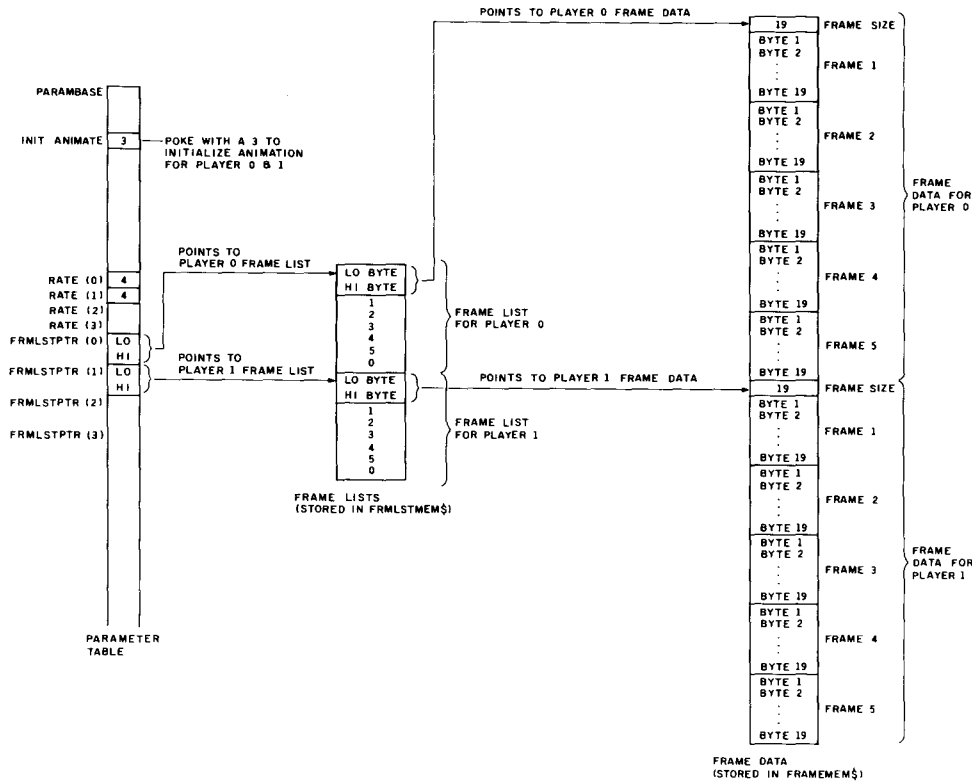 PARAMBASE
INIT ANIMATE
3
POKE WITH A 3 TO
INITIALIZE ANIMATION
FOR PLAYER 0 & 1
RATE (0)
4
RATE (1)
4
RATE (2)
RATE (3)
FRMLSTPTR (0)
LO
HI
FRMLSTPTR (1)
LO
HI
FRMLSTPTR (2)
FRMLSTPTR (3)
PARAMETER
TABLE
POINTS TO
PLAYER 0 FRAME LIST
POINTS TO
PLAYER 1 FRAME LIST
LO BYTE
HI BYTE
1
2
3
4
5
0
FRAME LIST
FOR PLAYER 0
LO BYTE
HI BYTE
1
2
3
4
5
0
FRAME LIST
FOR PLAYER 1
FRAME LISTS
(STORED IN FRMLSTMEM$)
POINTS TO PLAYER 0 FRAME DATA
POINTS TO PLAYER 1 FRAME DATA
19
FRAME SIZE
BYTE 1
BYTE 2
BYTE 19
FRAME 1
BYTE 1
BYTE 2
BYTE 19
FRAME 2
BYTE 1
BYTE 2
BYTE 19
FRAME 3
BYTE 1
BYTE 2
BYTE 19
FRAME 4
BYTE 1
BYTE 2
BYTE 19
FRAME 5
FRAME
DATA FOR
PLAYER 0
19
FRAME SIZE
BYTE 1
BYTE 2
BYTE 19
FRAME 1
BYTE 1
BYTE 2
BYTE 19
FRAME 2
BYTE 1
BYTE 2
BYTE 19
FRAME 3
BYTE 1
BYTE 2
BYTE 19
FRAME 4
BYTE 1
BYTE 2
BYTE 19
FRAME 5
FRAME
DATA FOR
PLAYER 1
FRAME DATA
(STORED IN FRAMEMEM$)